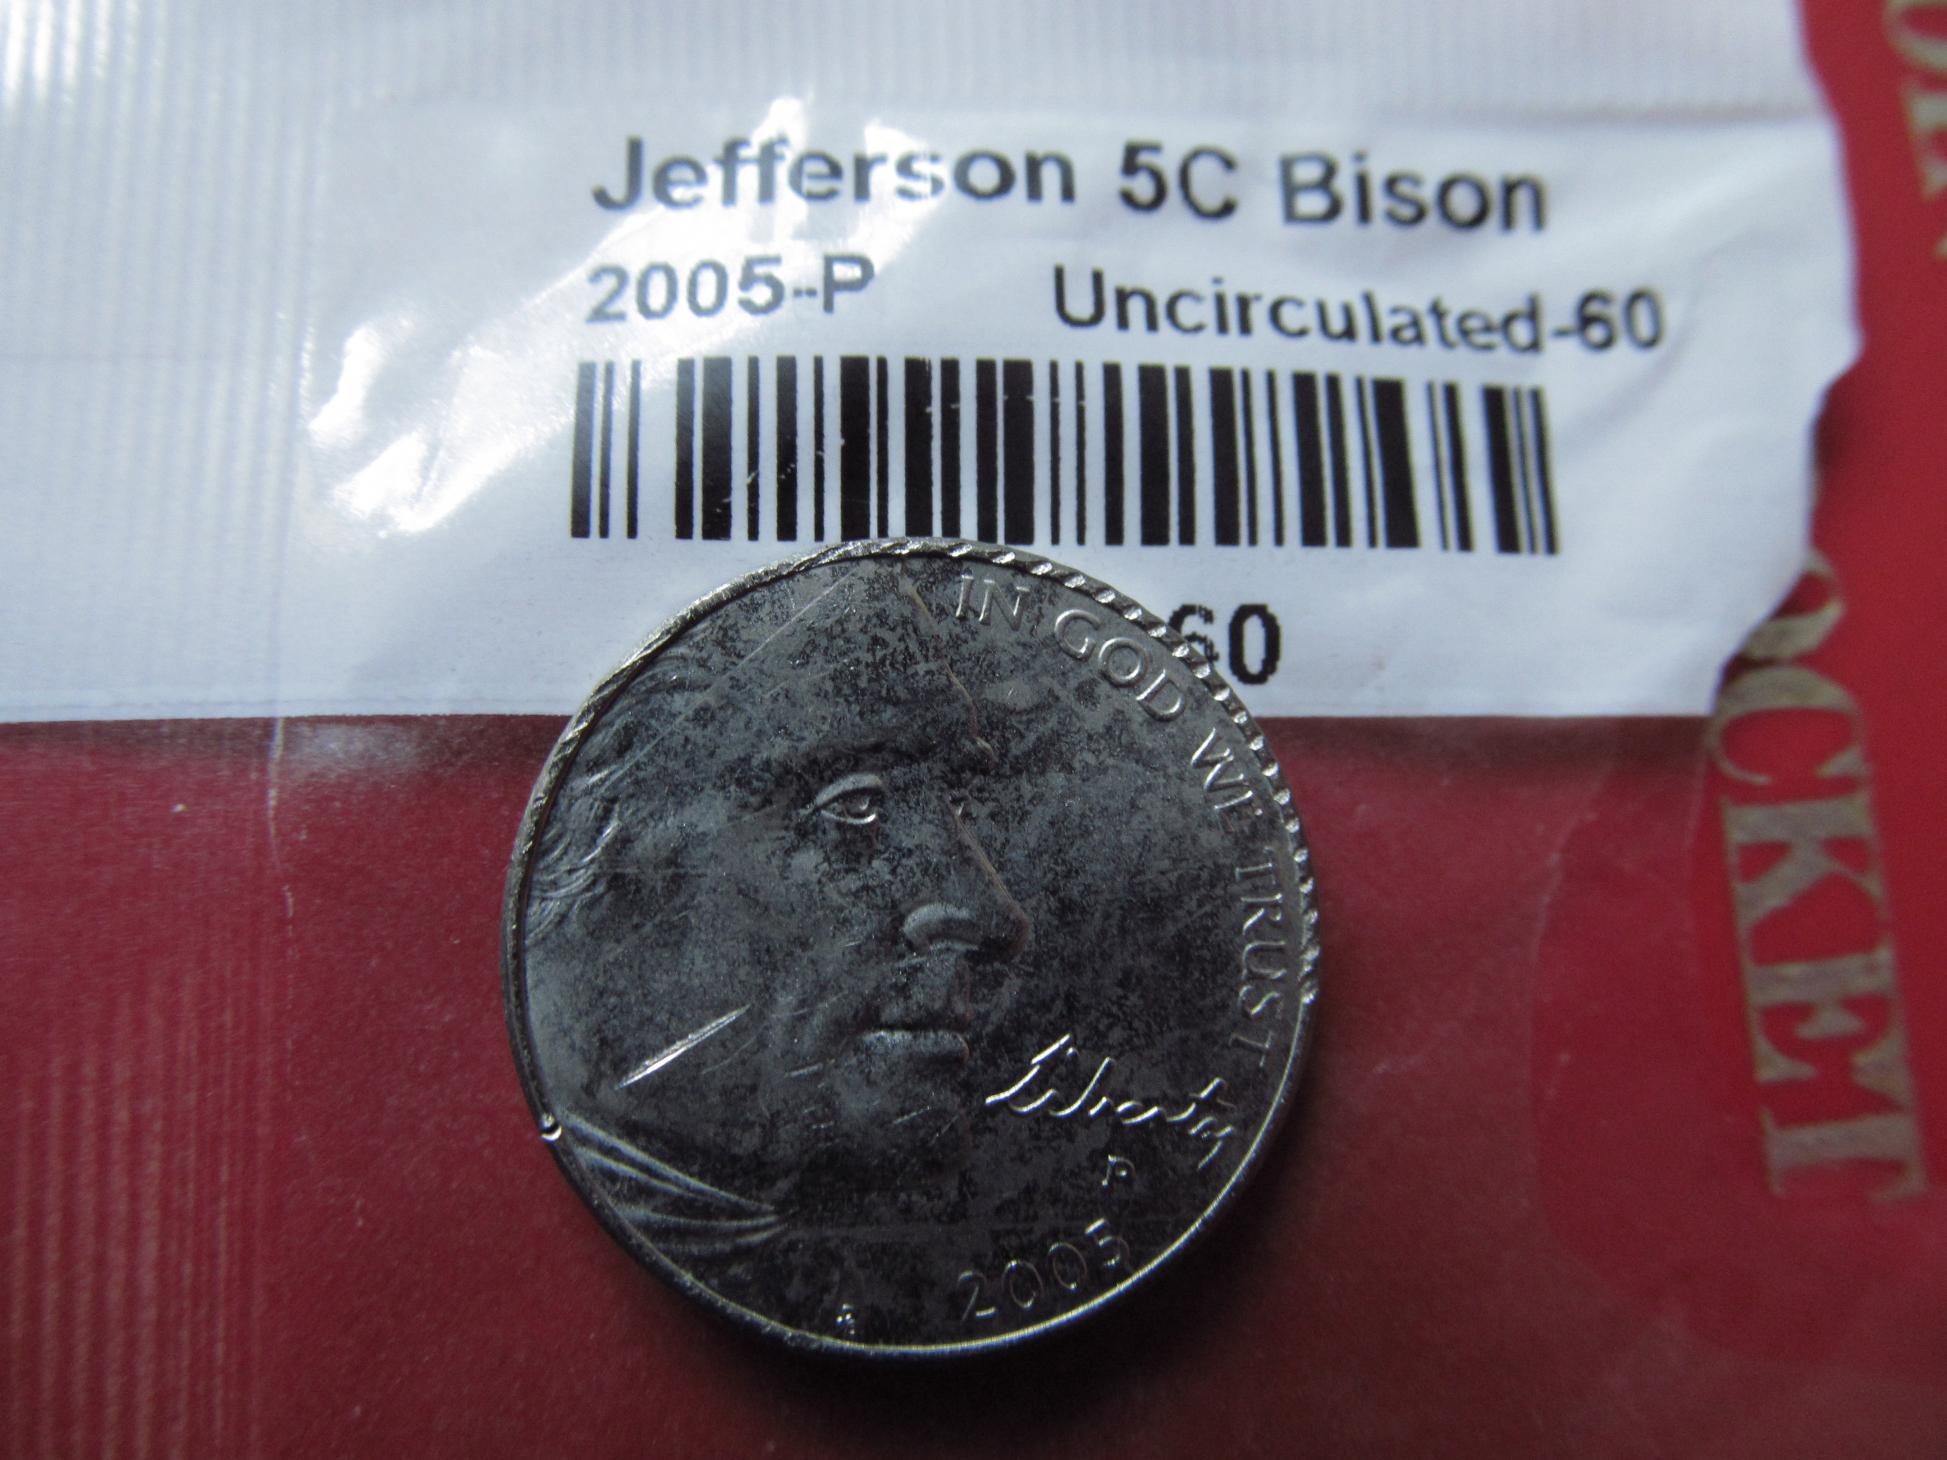 Jefferson 5C Bison
2005-P Uncirculated-60
60
IN GOD WE TRUST
Liberty
P
2005
OCKET